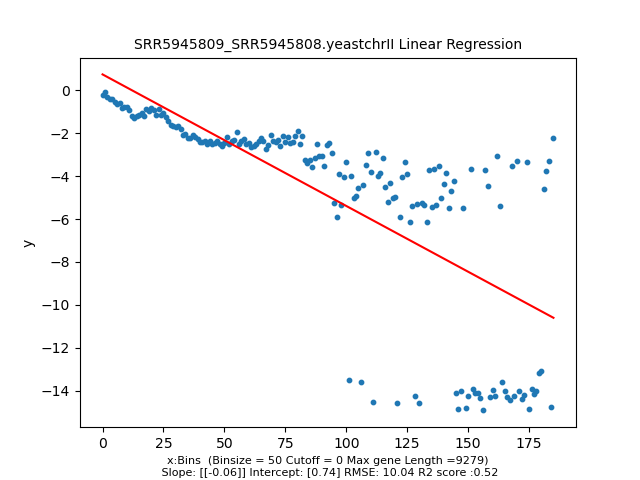 SRR5945809_SRR5945808.yeastchrII Linear Regression
0
−2
−4
−6
−8
−10
−12
−14
y
0 25 50 75 100 125 150 175
x:Bins (Binsize = 50 Cutoff = 0 Max gene Length =9279)
Slope: [[-0.06]] Intercept: [0.74] RMSE: 10.04 R2 score :0.52